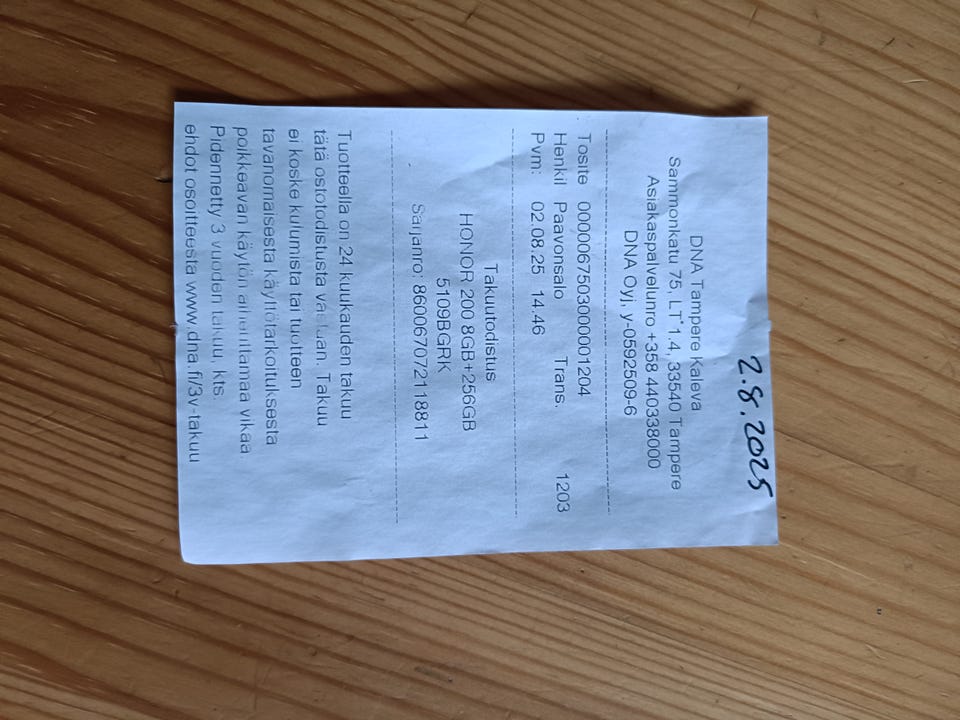 2.8.2025
DNA Tampere Kaleva
Sammonkatu 75, LT 1.4, 33540 Tampere
Asiakaspalvelunro +358 44038000
DNA Oyj, y-0592509-6
Tosite 00000675030000001204
Henkil Paavonsalo Trans. 1203
Pvm: 02.08.25 14.46
Takuutodistus
HONOR 200 8GB+256GB
5109BGRK
Sarjanro: 860067072118811
Tuotteella on 24 kuukauden takuu
tätä ostotodistusta vastaan. Takuu
ei koske kulumista tai tuotteen
tavanomaisesta käyttötarkoituksesta
poikkeavan käytön aiheuttamaa vikaa.
Pidennetty 3 vuoden takuu, kts.
ehdot osoitteesta www.dna.fi/3v-takuu